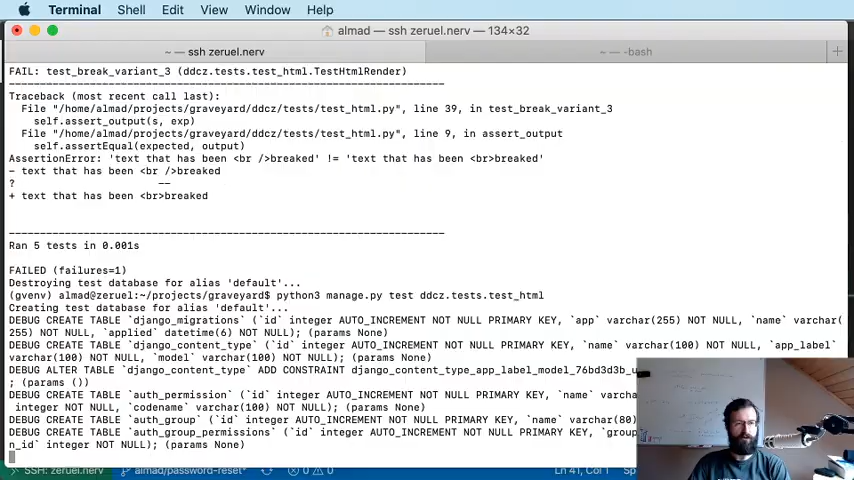 Terminal Shell Edit View Window Help
almad — ssh zeruel.nerv — 134×32
~ — ssh zeruel.nerv
~ — -bash
FAIL: test_break_variant_3 (ddcz.tests.test_html.TestHtmlRender)
----------------------------------------------------------------------
Traceback (most recent call last):
File "/home/almad/projects/graveyard/ddcz/tests/test_html.py", line 39, in test_break_variant_3
self.assert_output(s, exp)
File "/home/almad/projects/graveyard/ddcz/tests/test_html.py", line 9, in assert_output
self.assertEqual(expected, output)
AssertionError: 'text that has been <br />breaked' != 'text that has been <br>breaked'
- text that has been <br />breaked
? --
+ text that has been <br>breaked
----------------------------------------------------------------------
Ran 5 tests in 0.001s
FAILED (failures=1)
Destroying test database for alias 'default'...
(gvenv) almad@zeruel:~/projects/graveyard$ python3 manage.py test ddcz.tests.test_html
Creating test database for alias 'default'...
DEBUG CREATE TABLE `django_migrations` (`id` integer AUTO_INCREMENT NOT NULL PRIMARY KEY, `app` varchar(255) NOT NULL, `name` varchar(
255) NOT NULL, `applied` datetime(6) NOT NULL); (params None)
DEBUG CREATE TABLE `django_content_type` (`id` integer AUTO_INCREMENT NOT NULL PRIMARY KEY, `name` varchar(100) NOT NULL, `app_label`
varchar(100) NOT NULL, `model` varchar(100) NOT NULL); (params None)
DEBUG ALTER TABLE `django_content_type` ADD CONSTRAINT django_content_type_app_label_model_76bd3d3b_u
; (params ())
DEBUG CREATE TABLE `auth_permission` (`id` integer AUTO_INCREMENT NOT NULL PRIMARY KEY, `name` varcha
integer NOT NULL, `codename` varchar(100) NOT NULL); (params None)
DEBUG CREATE TABLE `auth_group` (`id` integer AUTO_INCREMENT NOT NULL PRIMARY KEY, `name` varchar(80)
DEBUG CREATE TABLE `auth_group_permissions` (`id` integer AUTO_INCREMENT NOT NULL PRIMARY KEY, `group
n_id` integer NOT NULL); (params None)
SSH: zeruel.nerv almad/password-reset* 0 0 Ln 41, Col 1 Sp